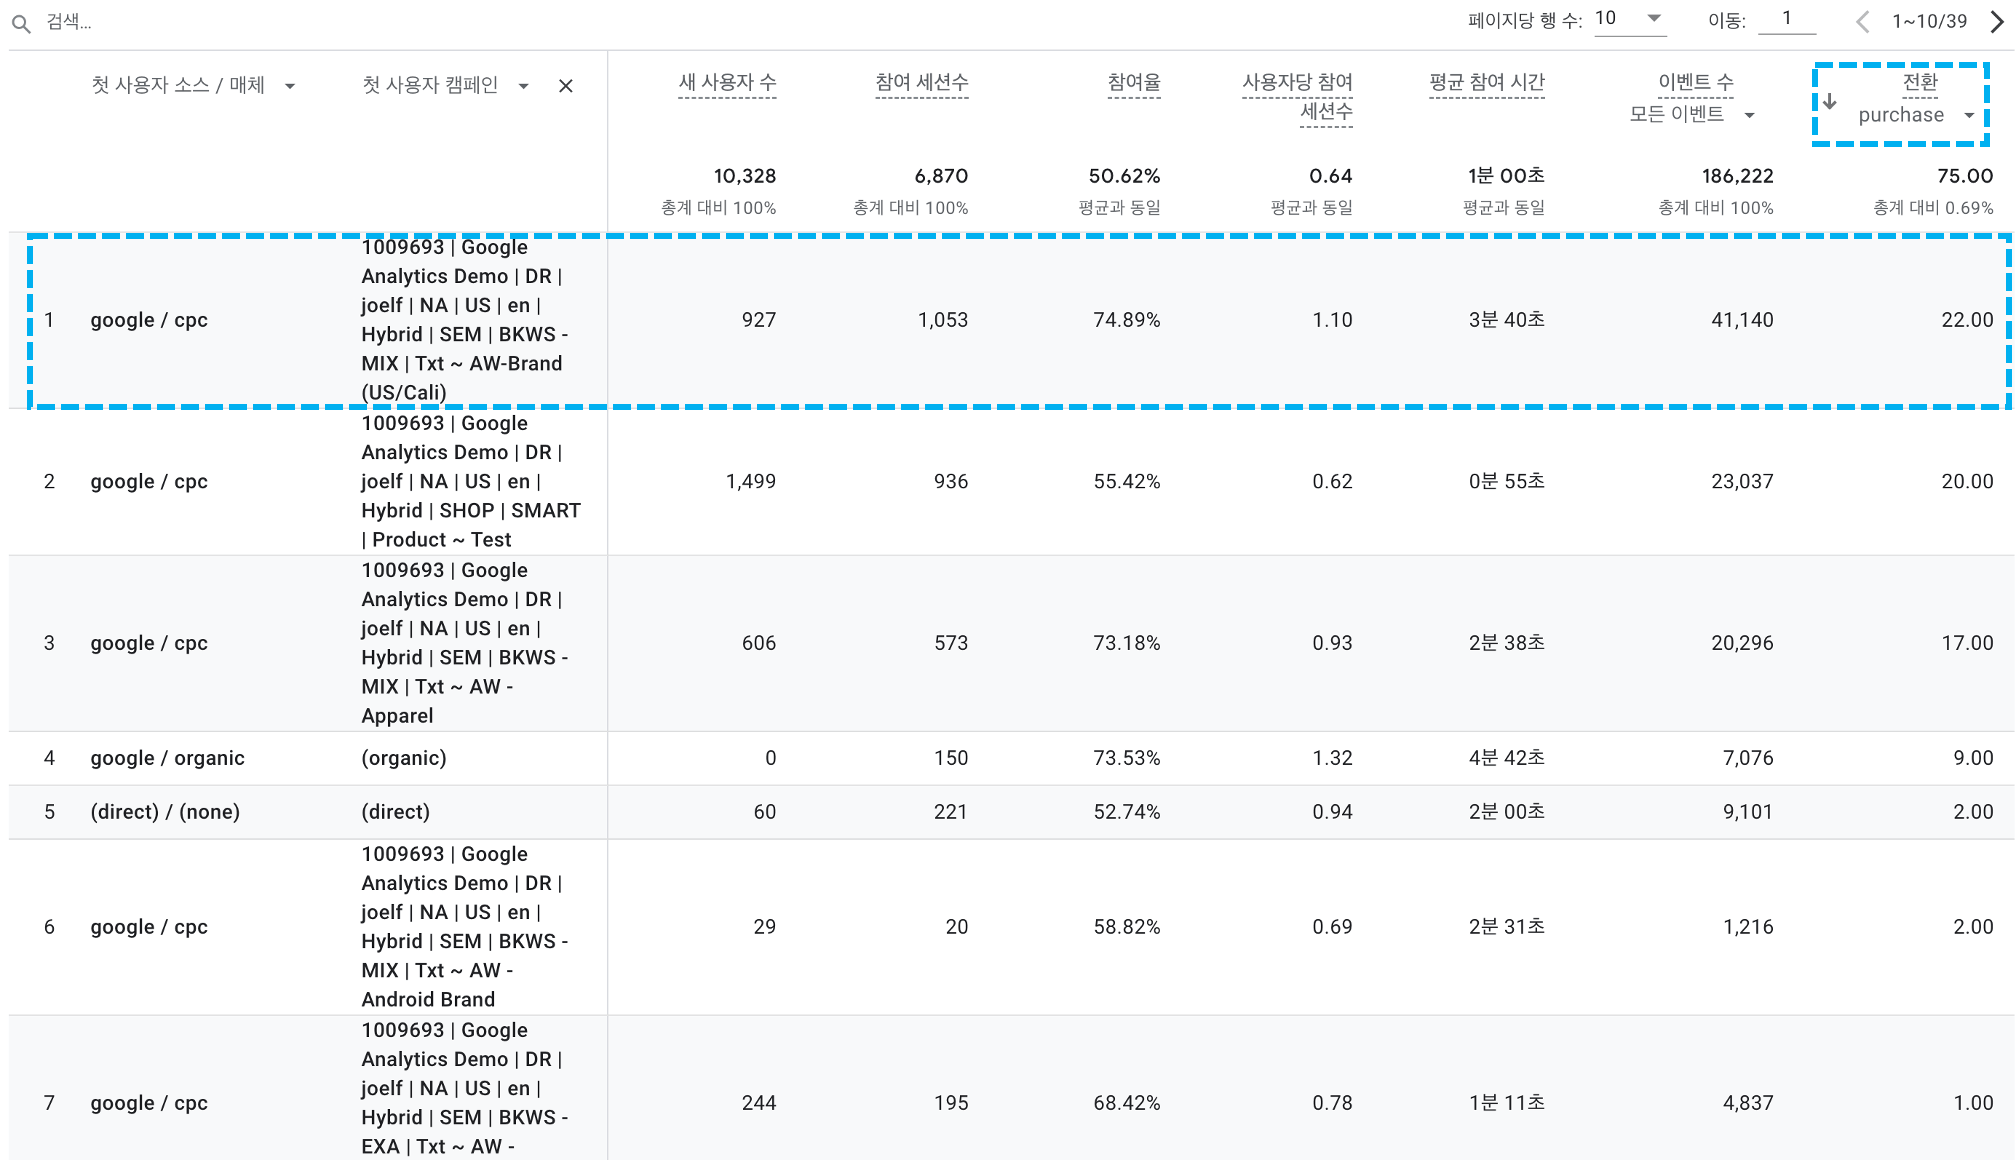 검색...
페이지당 행 수: 10 이동: 1 1~10/39
첫 사용자 소스 / 매체 첫 사용자 캠페인 새 사용자 수 참여 세션수 참여율 사용자당 참여 세션수 평균 참여 시간 이벤트 수 모든 이벤트 전환 purchase
10,328 6,870 50.62% 0.64 1분 00초 186,222 75.00
총계 대비 100% 총계 대비 100% 평균과 동일 평균과 동일 평균과 동일 총계 대비 100% 총계 대비 0.69%
1 google / cpc
1009693 | Google
Analytics Demo | DR |
joelf | NA | US | en |
Hybrid | SEM | BKWS -
MIX | Txt ~ AW-Brand
(US/Cali)
927 1,053 74.89% 1.10 3분 40초 41,140 22.00
2 google / cpc
1009693 | Google
Analytics Demo | DR |
joelf | NA | US | en |
Hybrid | SHOP | SMART
| Product ~ Test
1,499 936 55.42% 0.62 0분 55초 23,037 20.00
3 google / cpc
1009693 | Google
Analytics Demo | DR |
joelf | NA | US | en |
Hybrid | SEM | BKWS -
MIX | Txt ~ AW -
Apparel
606 573 73.18% 0.93 2분 38초 20,296 17.00
4 google / organic (organic) 0 150 73.53% 1.32 4분 42초 7,076 9.00
5 (direct) / (none) (direct) 60 221 52.74% 0.94 2분 00초 9,101 2.00
6 google / cpc
1009693 | Google
Analytics Demo | DR |
joelf | NA | US | en |
Hybrid | SEM | BKWS -
MIX | Txt ~ AW -
Android Brand
29 20 58.82% 0.69 2분 31초 1,216 2.00
7 google / cpc
1009693 | Google
Analytics Demo | DR |
joelf | NA | US | en |
Hybrid | SEM | BKWS -
EXA | Txt ~ AW -
244 195 68.42% 0.78 1분 11초 4,837 1.00